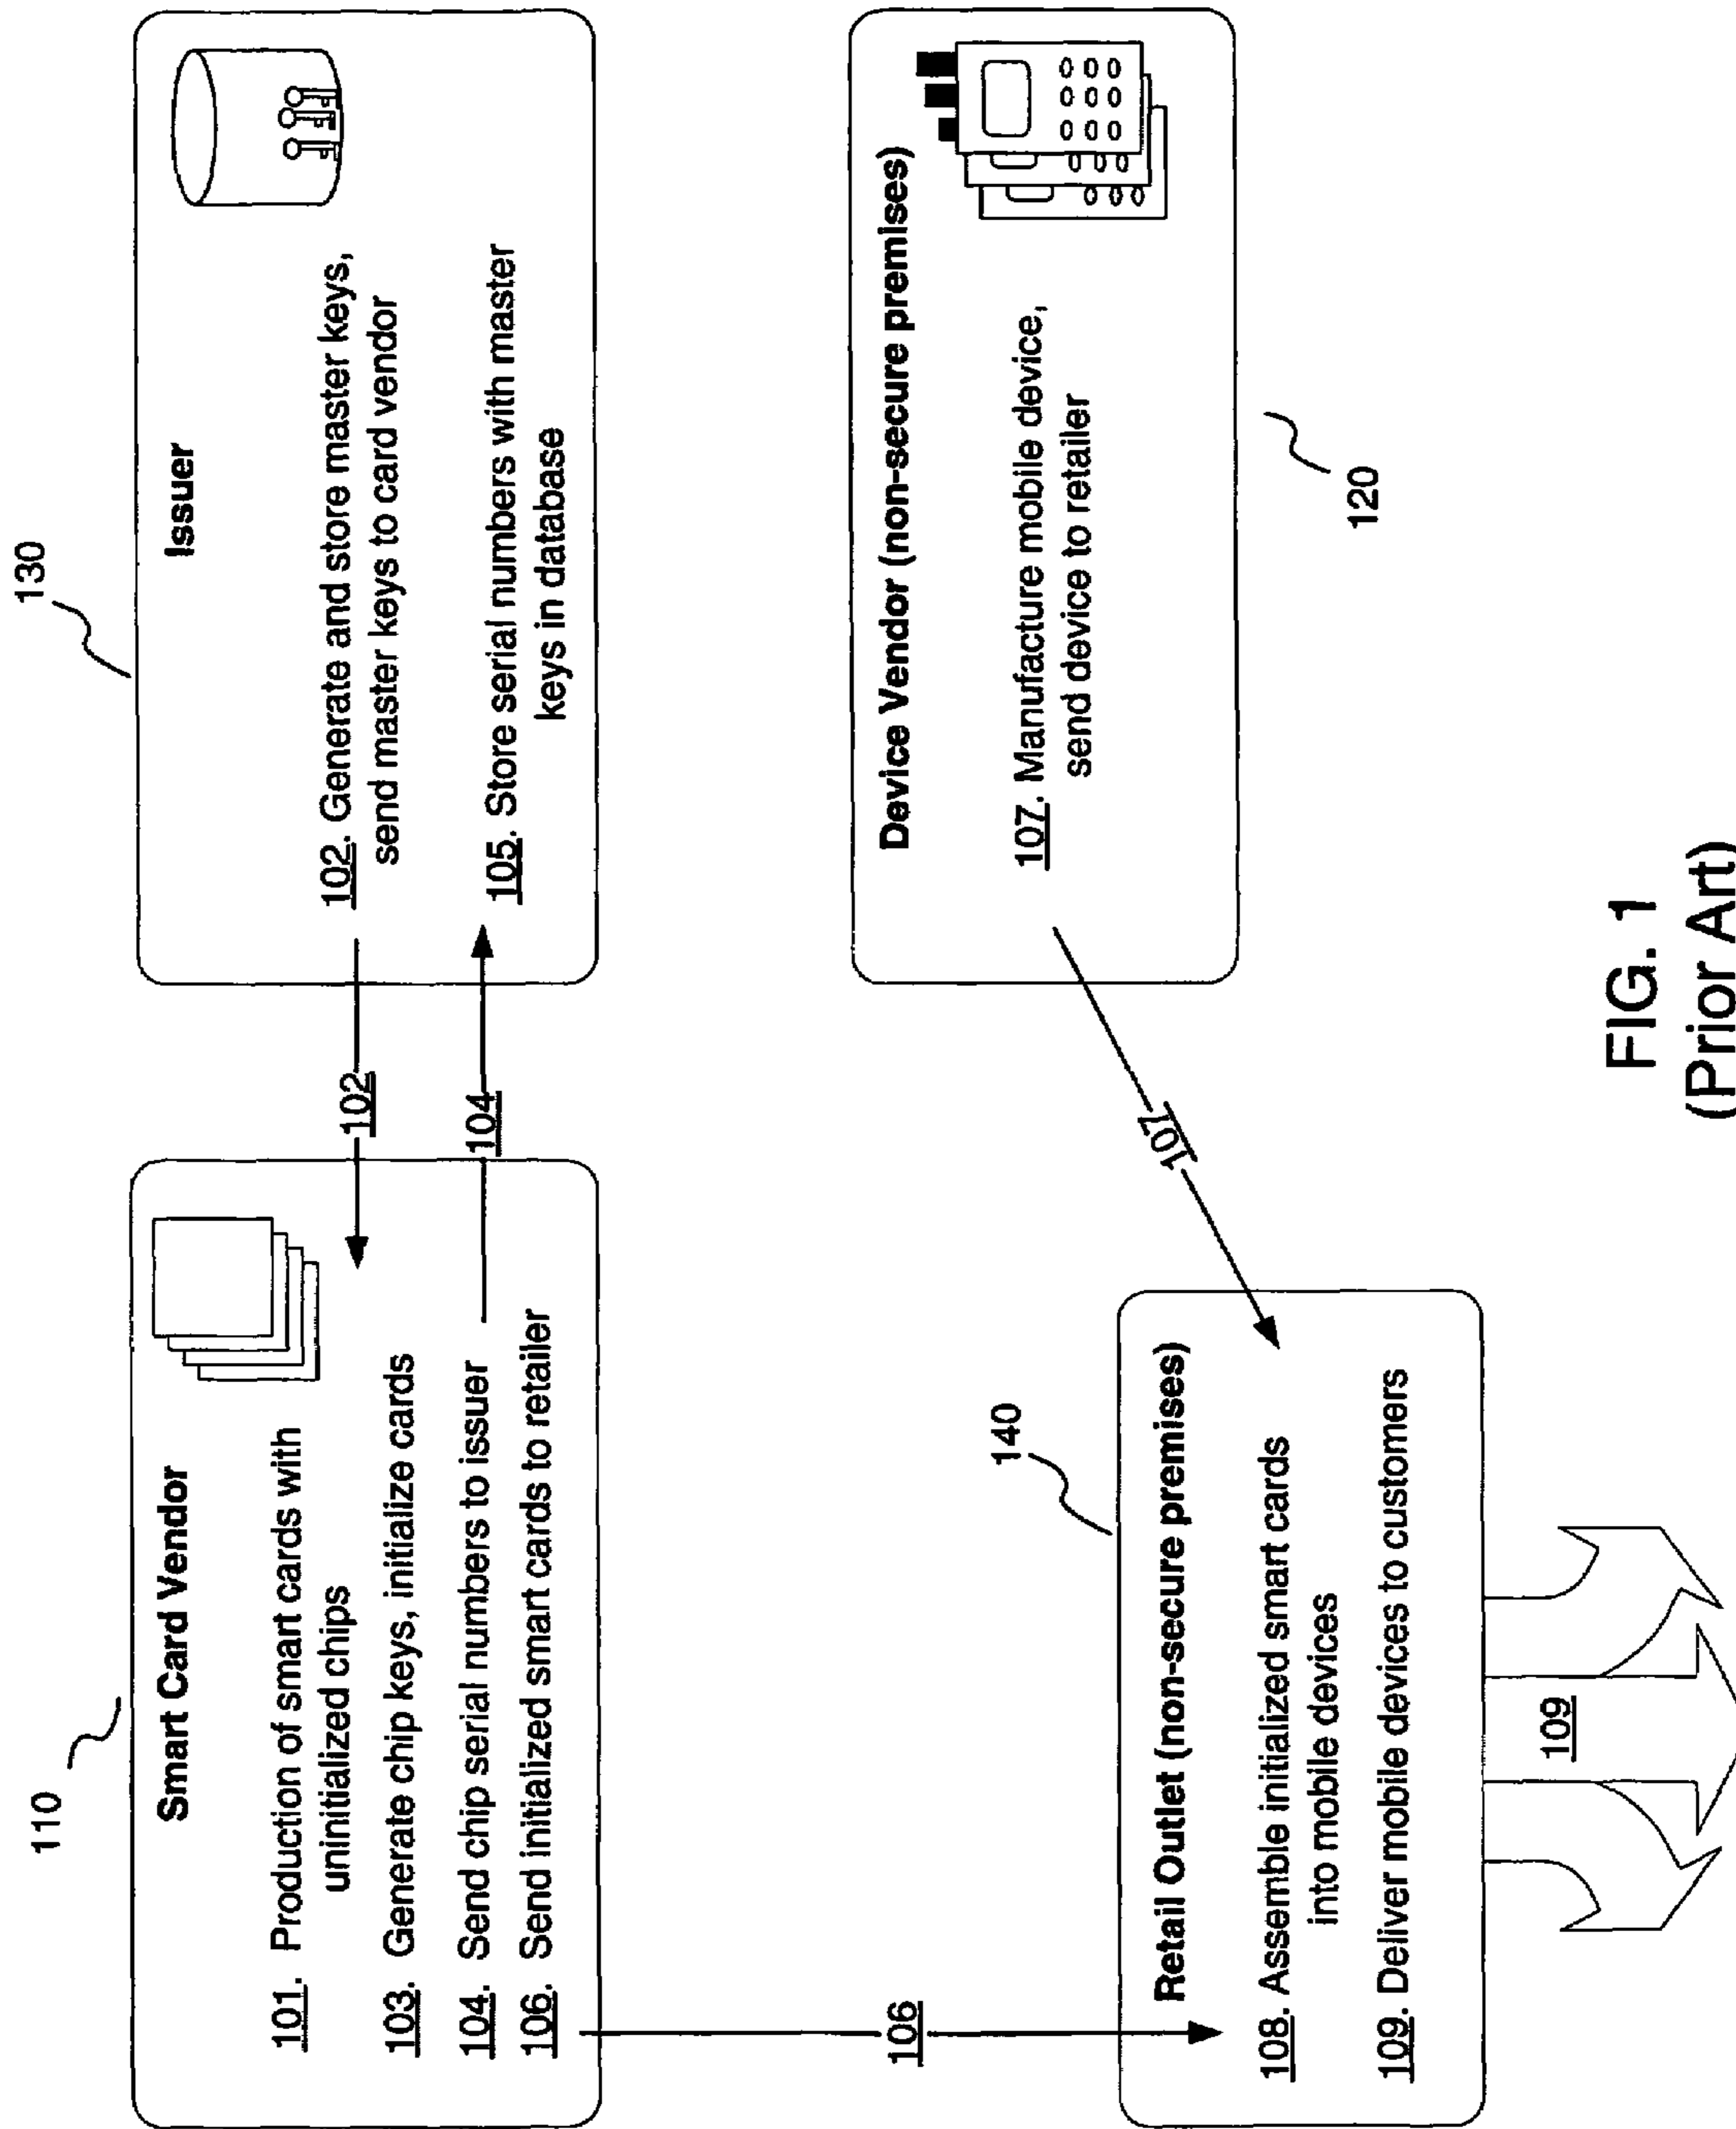 110
Smart Card Vendor
101. Production of smart cards with
uninitialized chips
103. Generate chip keys, initialize cards
104. Send chip serial numbers to issuer
106. Send initialized smart cards to retailer
102
104
130
Issuer
102. Generate and store master keys,
send master keys to card vendor
105. Store serial numbers with master
keys in database
106
140
Retail Outlet (non-secure premises)
108. Assemble initialized smart cards
into mobile devices
109. Deliver mobile devices to customers
109
107
Device Vendor (non-secure premises)
107. Manufacture mobile device,
send device to retailer
120
FIG. 1
(Prior Art)